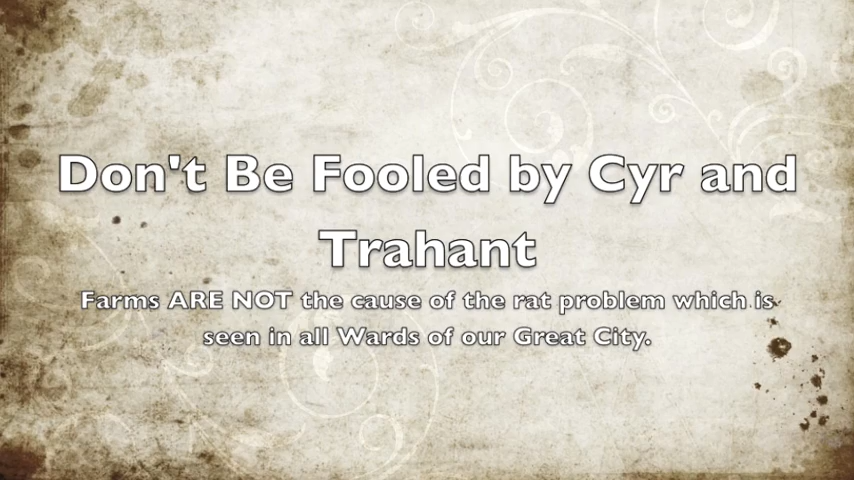 Don't Be Fooled by Cyr and
Trahant
Farms ARE NOT the cause of the rat problem which is
seen in all Wards of our Great City.